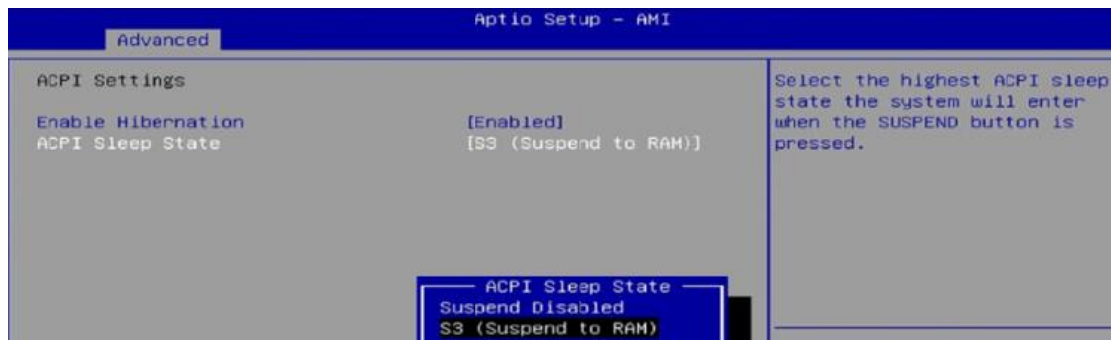 Aptio Setup - AMI
Advanced
ACPI Settings
Enable Hibernation [Enabled]
ACPI Sleep State [S3 (Suspend to RAM)]
Select the highest ACPI sleep
state the system will enter
when the SUSPEND button is
pressed.
ACPI Sleep State
Suspend Disabled
S3 (Suspend to RAM)